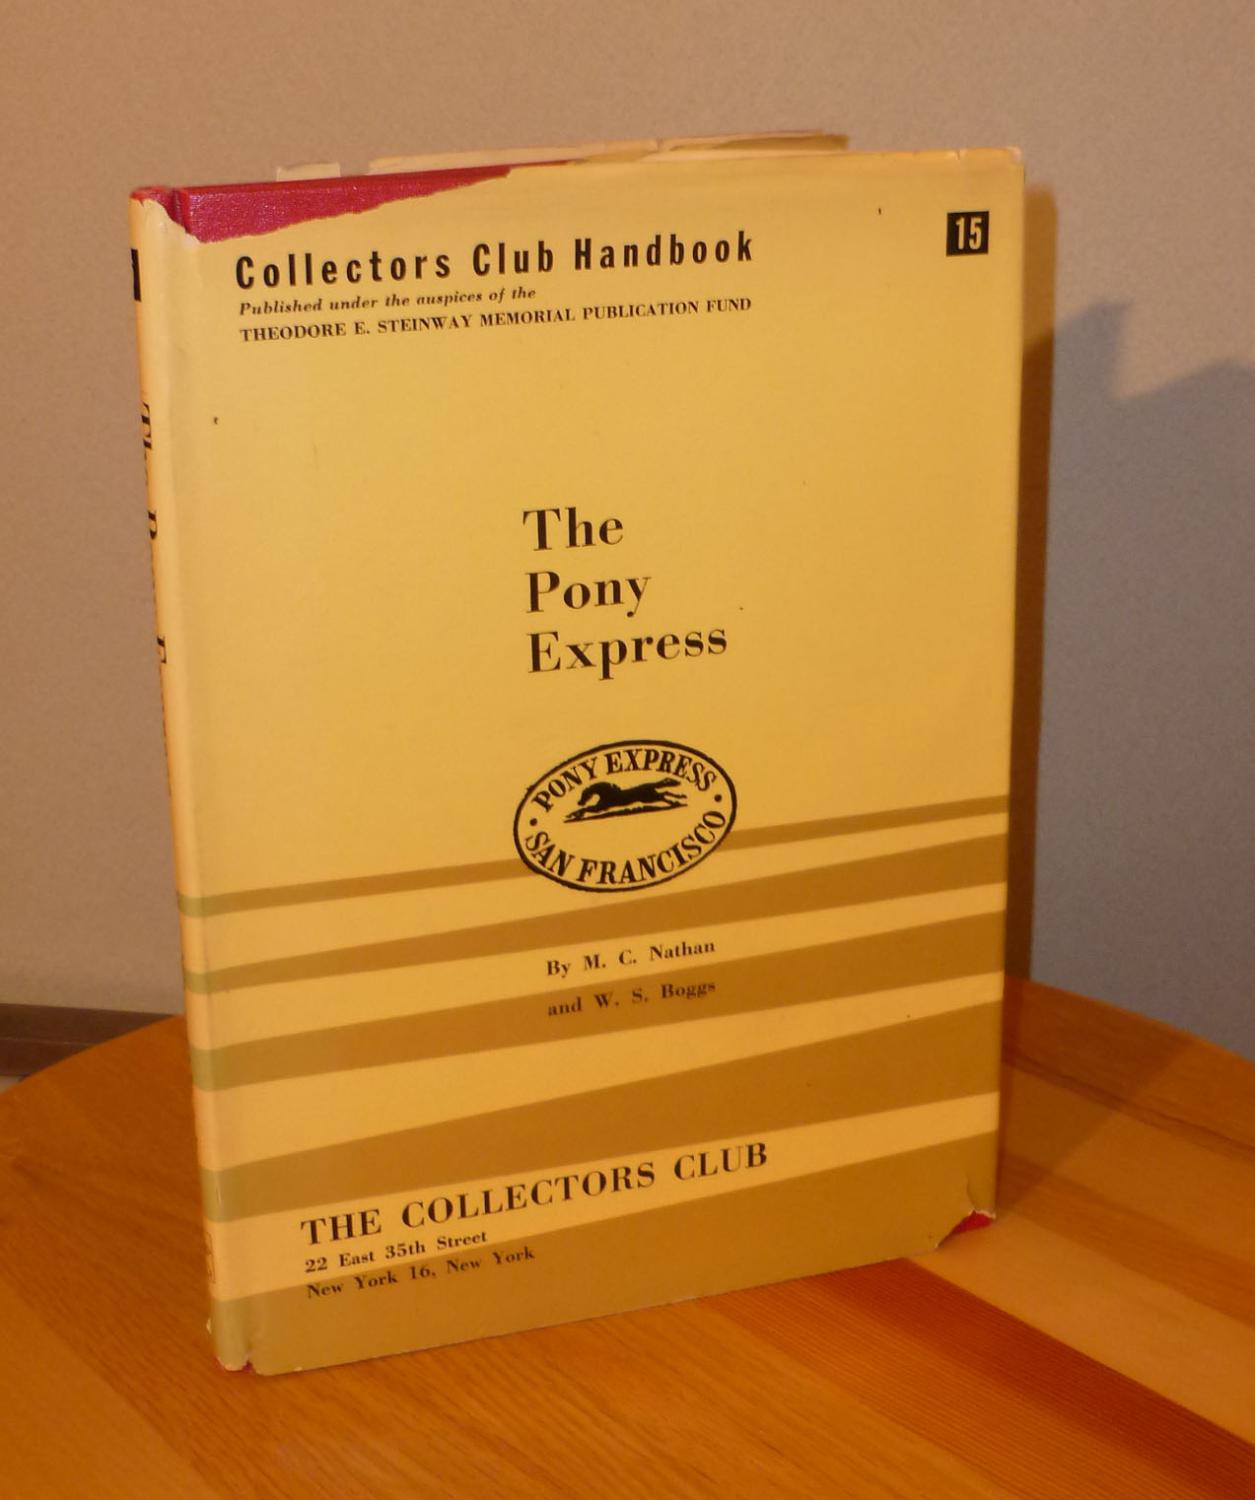 Collectors Club Handbook
15
Published under the auspices of the
THEODORE E. STEINWAY MEMORIAL PUBLICATION FUND
The
Pony
Express
PONY EXPRESS
SAN FRANCISCO
By M. C. Nathan
and W. S. Boggs
THE COLLECTORS CLUB
22 East 35th Street
New York 16, New York